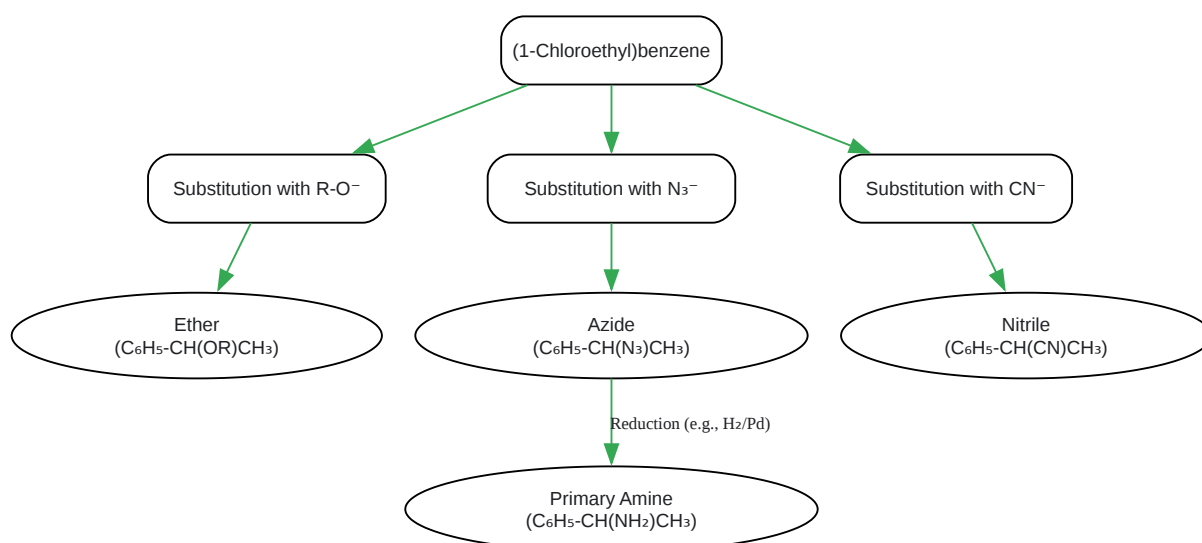 (1-Chloroethyl)benzene
Substitution with R-O⁻
Substitution with N₃⁻
Substitution with CN⁻
Ether
(C₆H₅-CH(OR)CH₃)
Azide
(C₆H₅-CH(N₃)CH₃)
Nitrile
(C₆H₅-CH(CN)CH₃)
Reduction (e.g., H₂/Pd)
Primary Amine
(C₆H₅-CH(NH₂)CH₃)